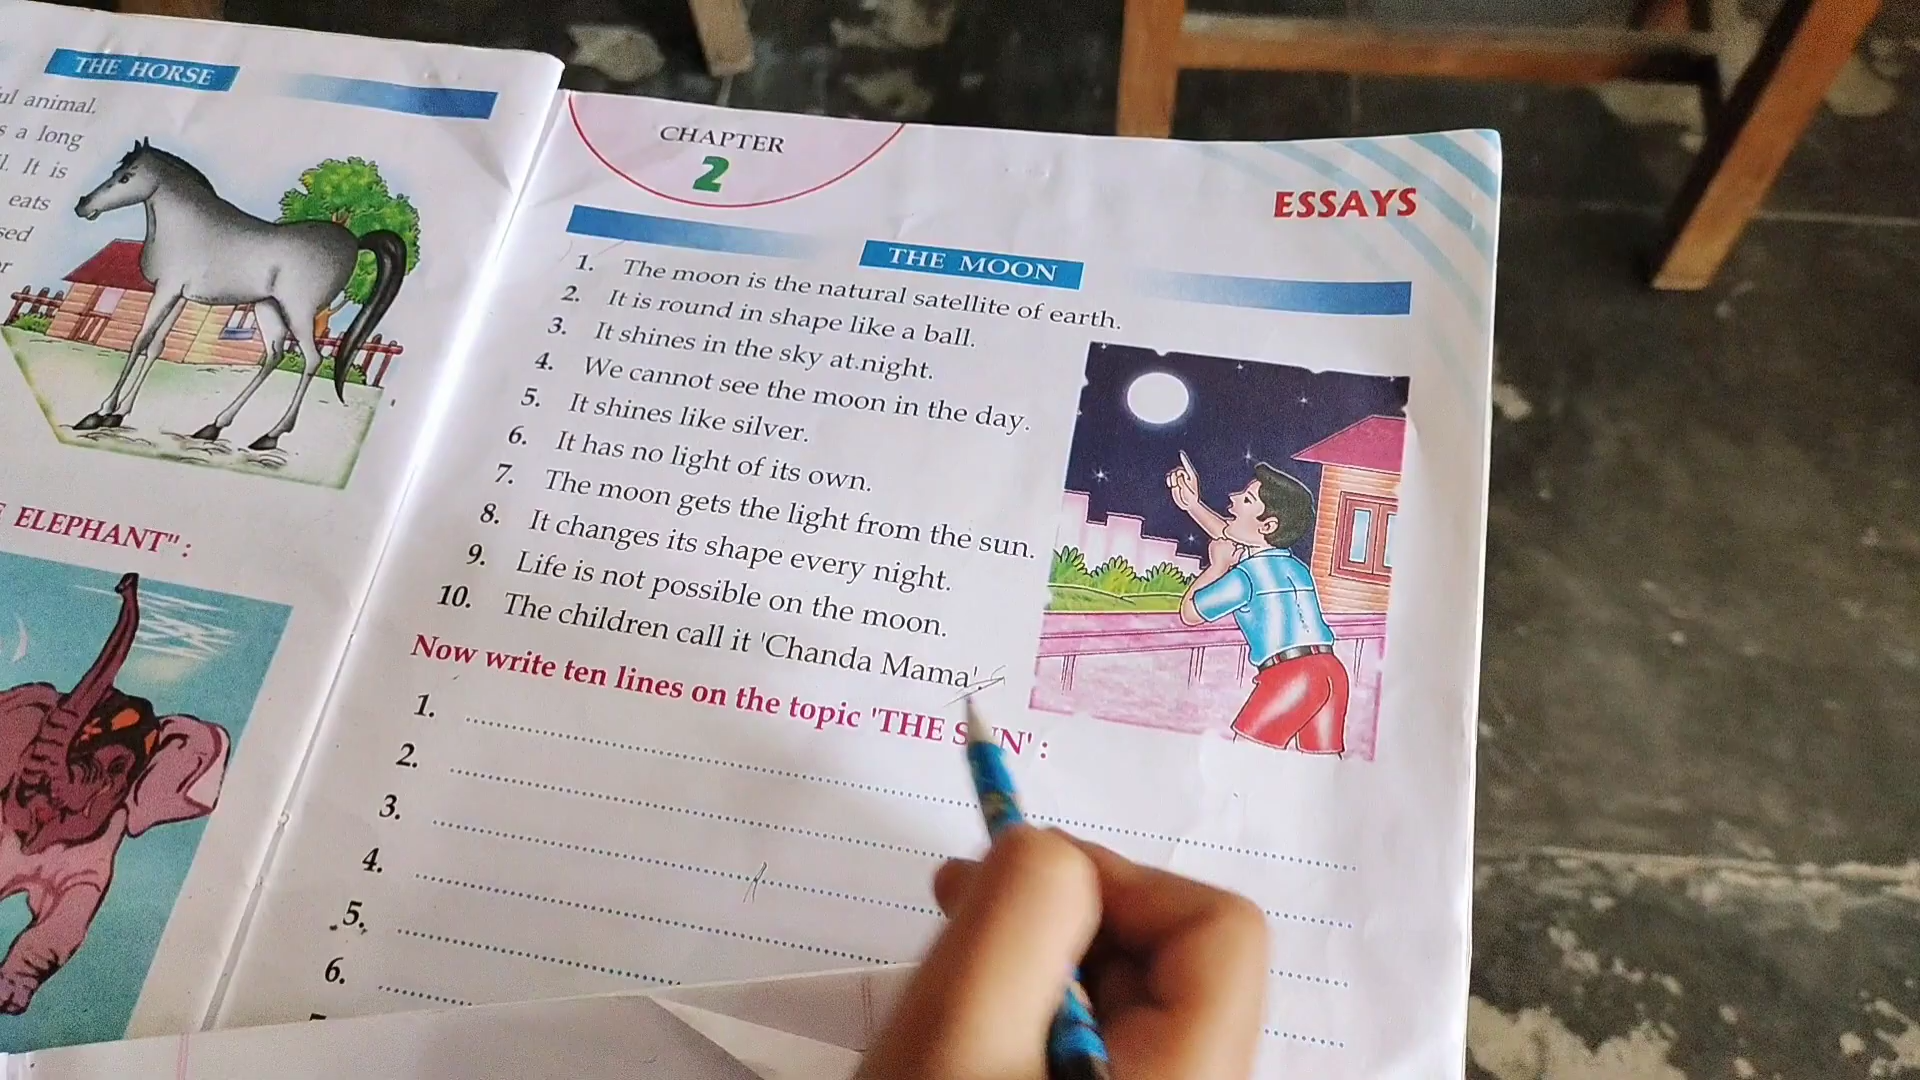 THE HORSE
ful animal.
s a long
l. It is
eats
sed
r
ELEPHANT":
CHAPTER
2
ESSAYS
THE MOON
1. The moon is the natural satellite of earth.
2. It is round in shape like a ball.
3. It shines in the sky at night.
4. We cannot see the moon in the day.
5. It shines like silver.
6. It has no light of its own.
7. The moon gets the light from the sun.
8. It changes its shape every night.
9. Life is not possible on the moon.
10. The children call it 'Chanda Mama'
Now write ten lines on the topic 'THE SUN' :
1.
2.
3.
4.
5.
6.